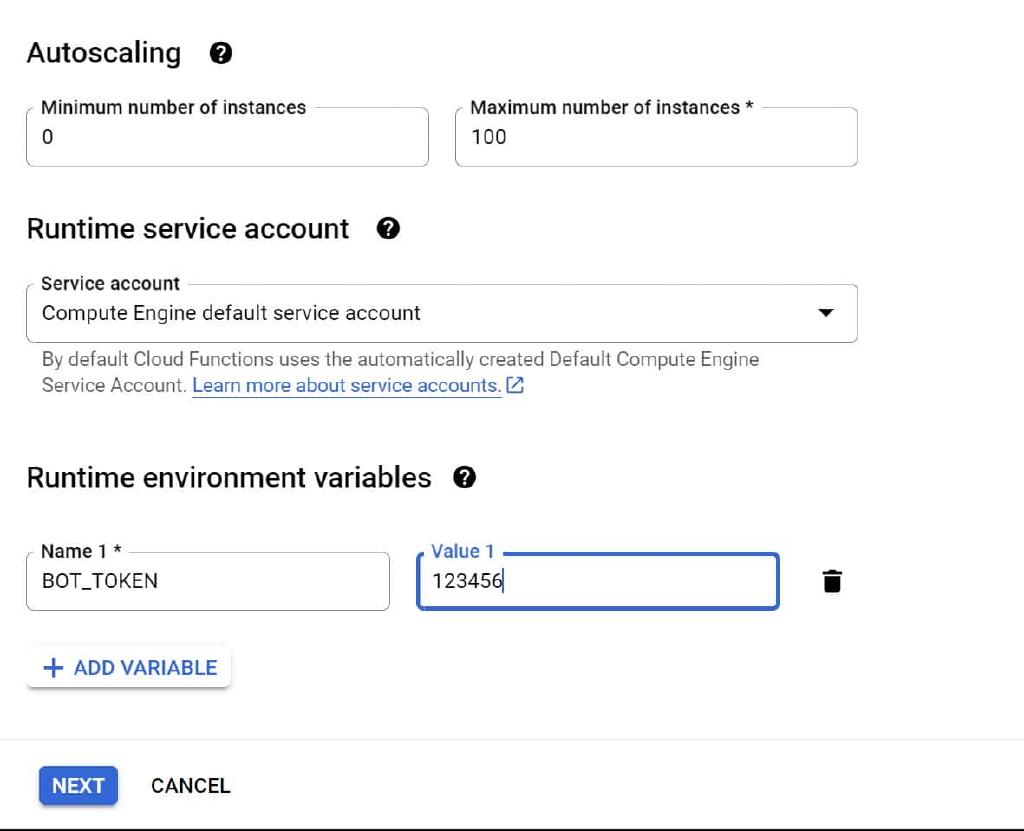 Autoscaling
Minimum number of instances
0
Maximum number of instances *
100
Runtime service account
Service account
Compute Engine default service account
By default Cloud Functions uses the automatically created Default Compute Engine
Service Account. Learn more about service accounts.
Runtime environment variables
Name 1 *
BOT_TOKEN
Value 1
123456
+ ADD VARIABLE
NEXT CANCEL